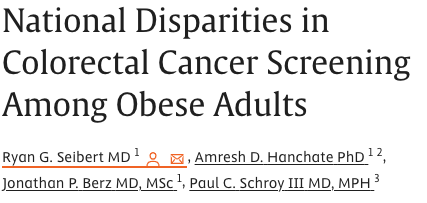 National Disparities in
Colorectal Cancer Screening
Among Obese Adults
Ryan G. Seibert MD 1 , Amresh D. Hanchate PhD 1 2,
Jonathan P. Berz MD, MSc 1, Paul C. Schroy III MD, MPH 3